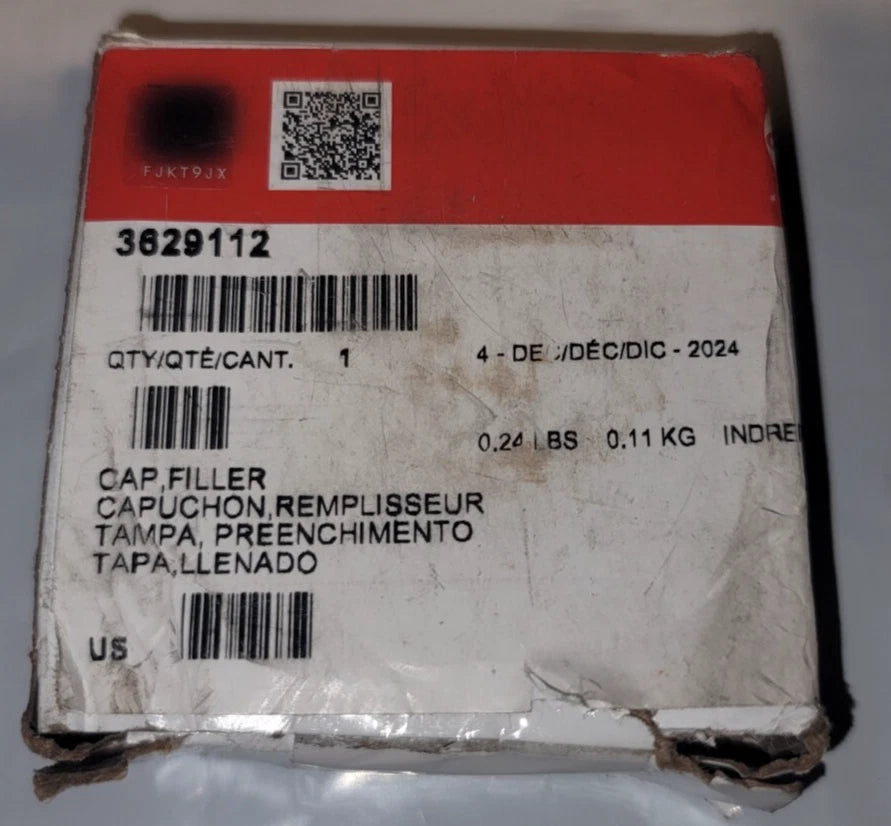 FJKT9JX
3629112
QTY/QTÉ/CANT. 1 4 - DEC/DÉC/DIC - 2024
0.24 LBS 0.11 KG
CAP,FILLER
CAPUCHON,REMPLISSEUR
TAMPA, PREENCHIMENTO
TAPA,LLENADO
US